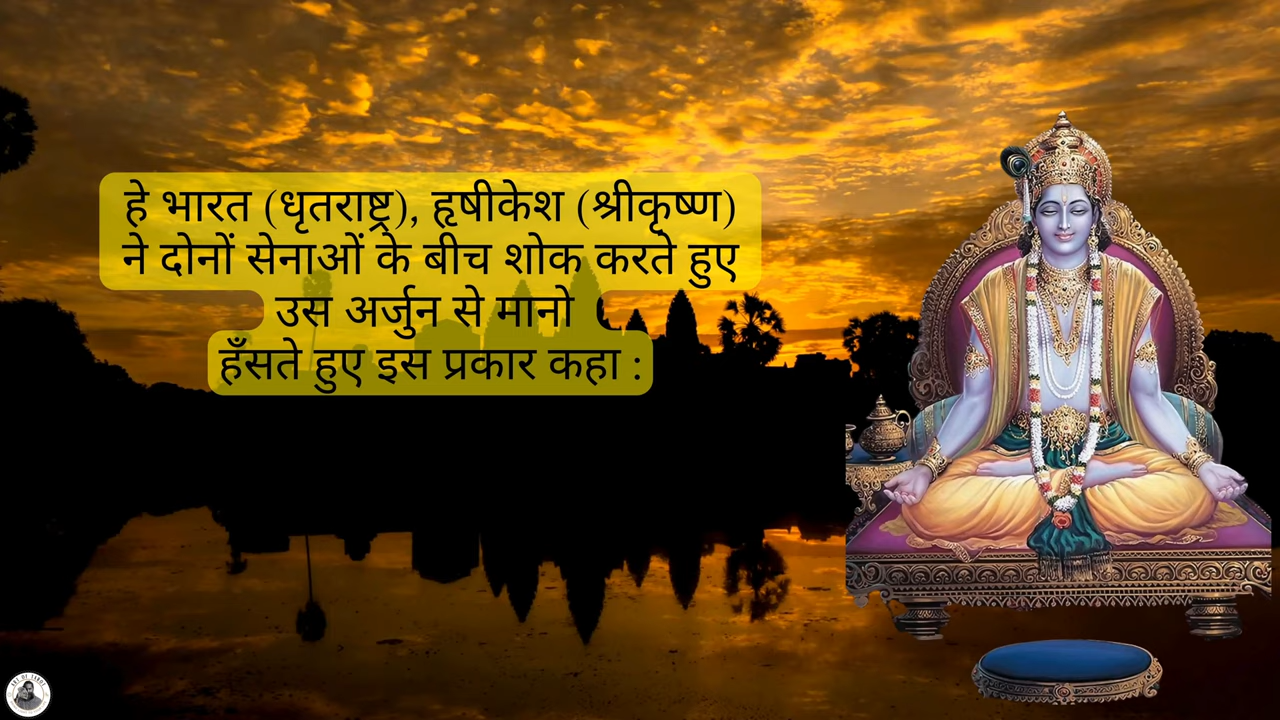 हे भारत (धृतराष्ट्र), हृषीकेश (श्रीकृष्ण)
ने दोनों सेनाओं के बीच शोक करते हुए
उस अर्जुन से मानो
हँसते हुए इस प्रकार कहा :